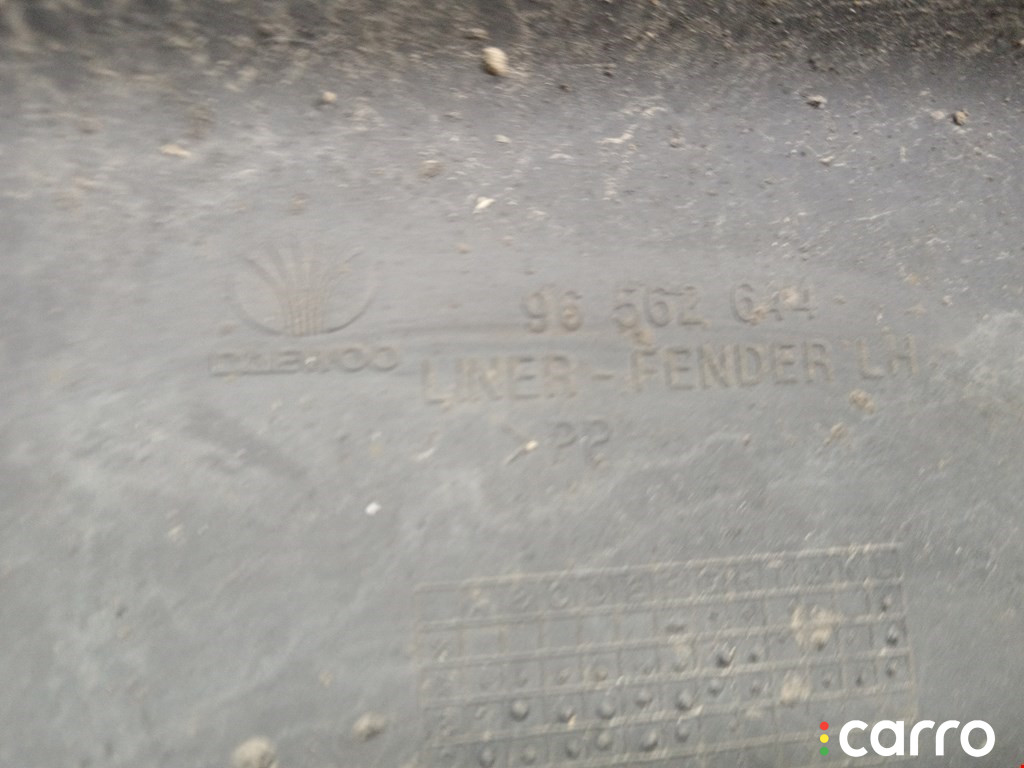 96 562 644
DAEWOO
LINER - FENDER LH
>PP
carro